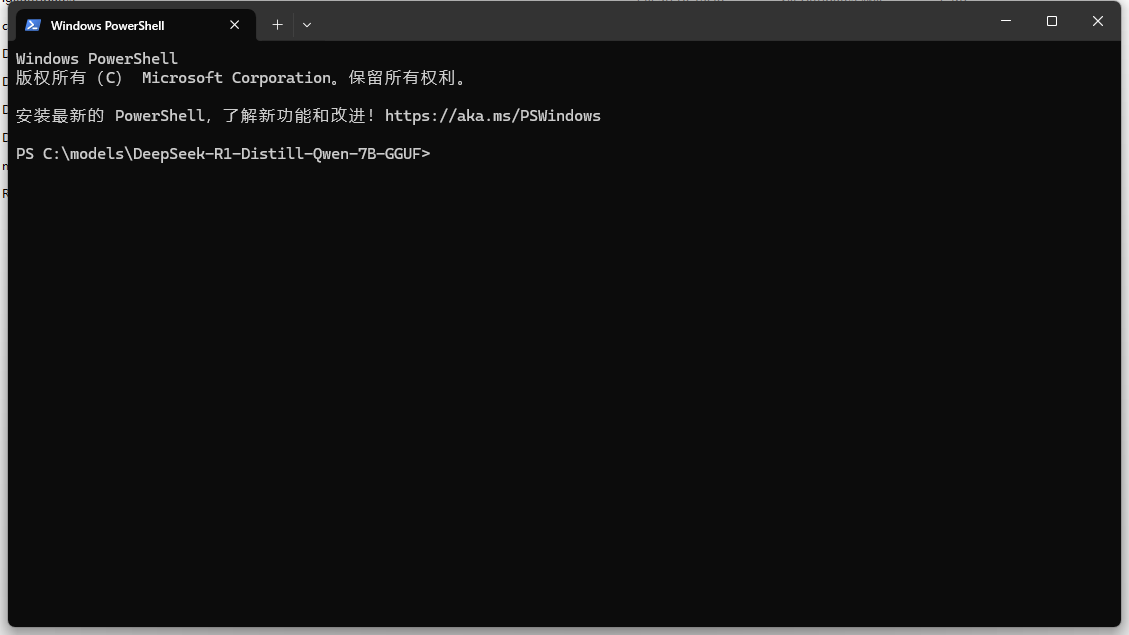 Windows PowerShell
Windows PowerShell
版权所有（C） Microsoft Corporation。保留所有权利。
安装最新的 PowerShell，了解新功能和改进！https://aka.ms/PSWindows
PS C:\models\DeepSeek-R1-Distill-Qwen-7B-GGUF>